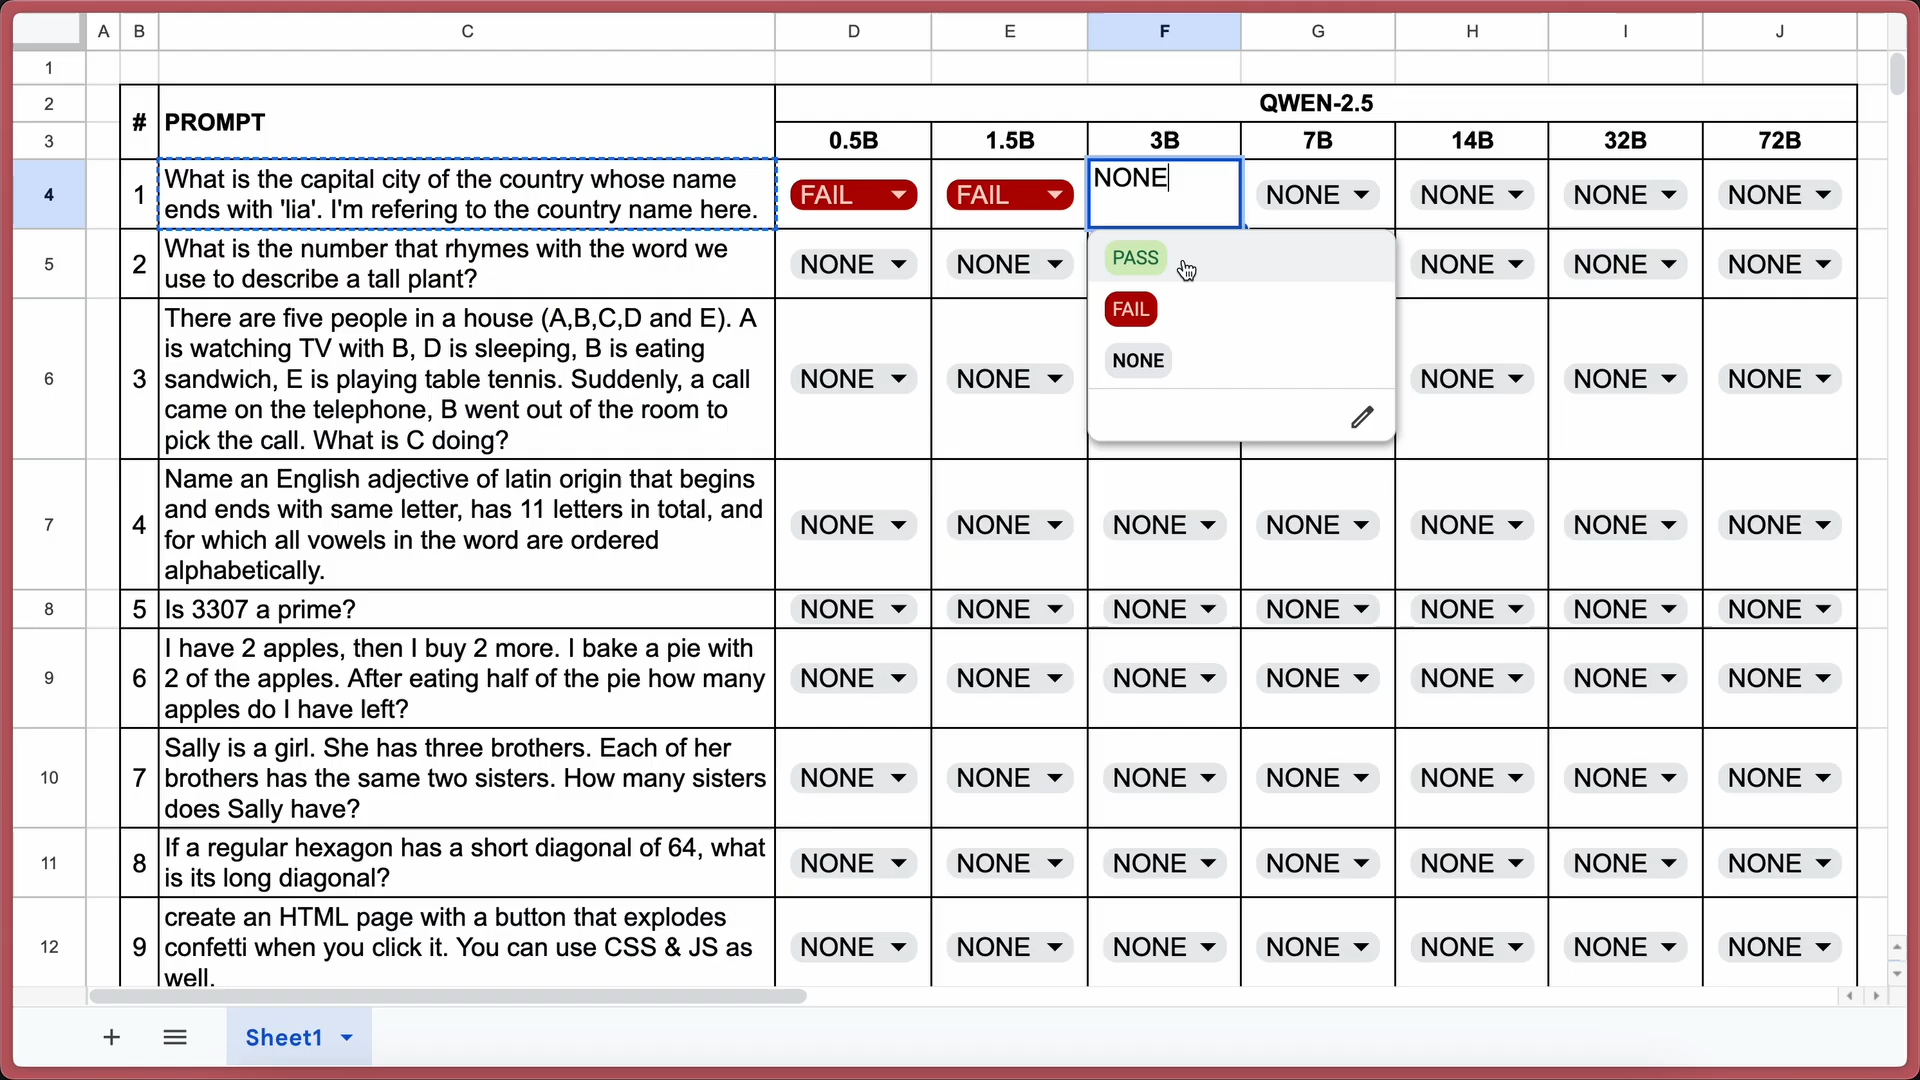 A B C D E F G H I J
1
2 QWEN-2.5
# PROMPT
3 0.5B 1.5B 3B 7B 14B 32B 72B
4 1 What is the capital city of the country whose name
ends with 'lia'. I'm refering to the country name here.
FAIL FAIL NONE NONE NONE NONE NONE
PASS
FAIL
NONE
5 2 What is the number that rhymes with the word we
use to describe a tall plant?
NONE NONE NONE NONE NONE
6 3 There are five people in a house (A,B,C,D and E). A
is watching TV with B, D is sleeping, B is eating
sandwich, E is playing table tennis. Suddenly, a call
came on the telephone, B went out of the room to
pick the call. What is C doing?
NONE NONE NONE NONE NONE
7 4 Name an English adjective of latin origin that begins
and ends with same letter, has 11 letters in total, and
for which all vowels in the word are ordered
alphabetically.
NONE NONE NONE NONE NONE NONE NONE
8 5 Is 3307 a prime? NONE NONE NONE NONE NONE NONE NONE
9 6 I have 2 apples, then I buy 2 more. I bake a pie with
2 of the apples. After eating half of the pie how many
apples do I have left?
NONE NONE NONE NONE NONE NONE NONE
10 7 Sally is a girl. She has three brothers. Each of her
brothers has the same two sisters. How many sisters
does Sally have?
NONE NONE NONE NONE NONE NONE NONE
11 8 If a regular hexagon has a short diagonal of 64, what
is its long diagonal?
NONE NONE NONE NONE NONE NONE NONE
12 9 create an HTML page with a button that explodes
confetti when you click it. You can use CSS & JS as
well.
NONE NONE NONE NONE NONE NONE NONE
Sheet1